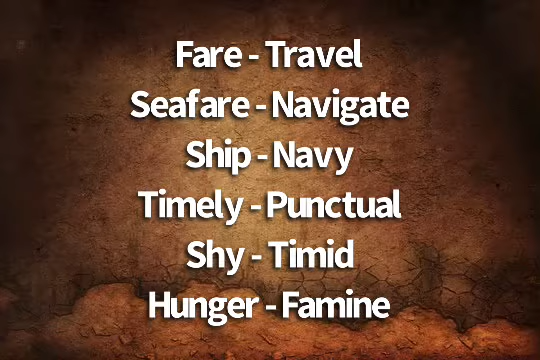 Fare - Travel
Seafare - Navigate
Ship - Navy
Timely - Punctual
Shy - Timid
Hunger - Famine